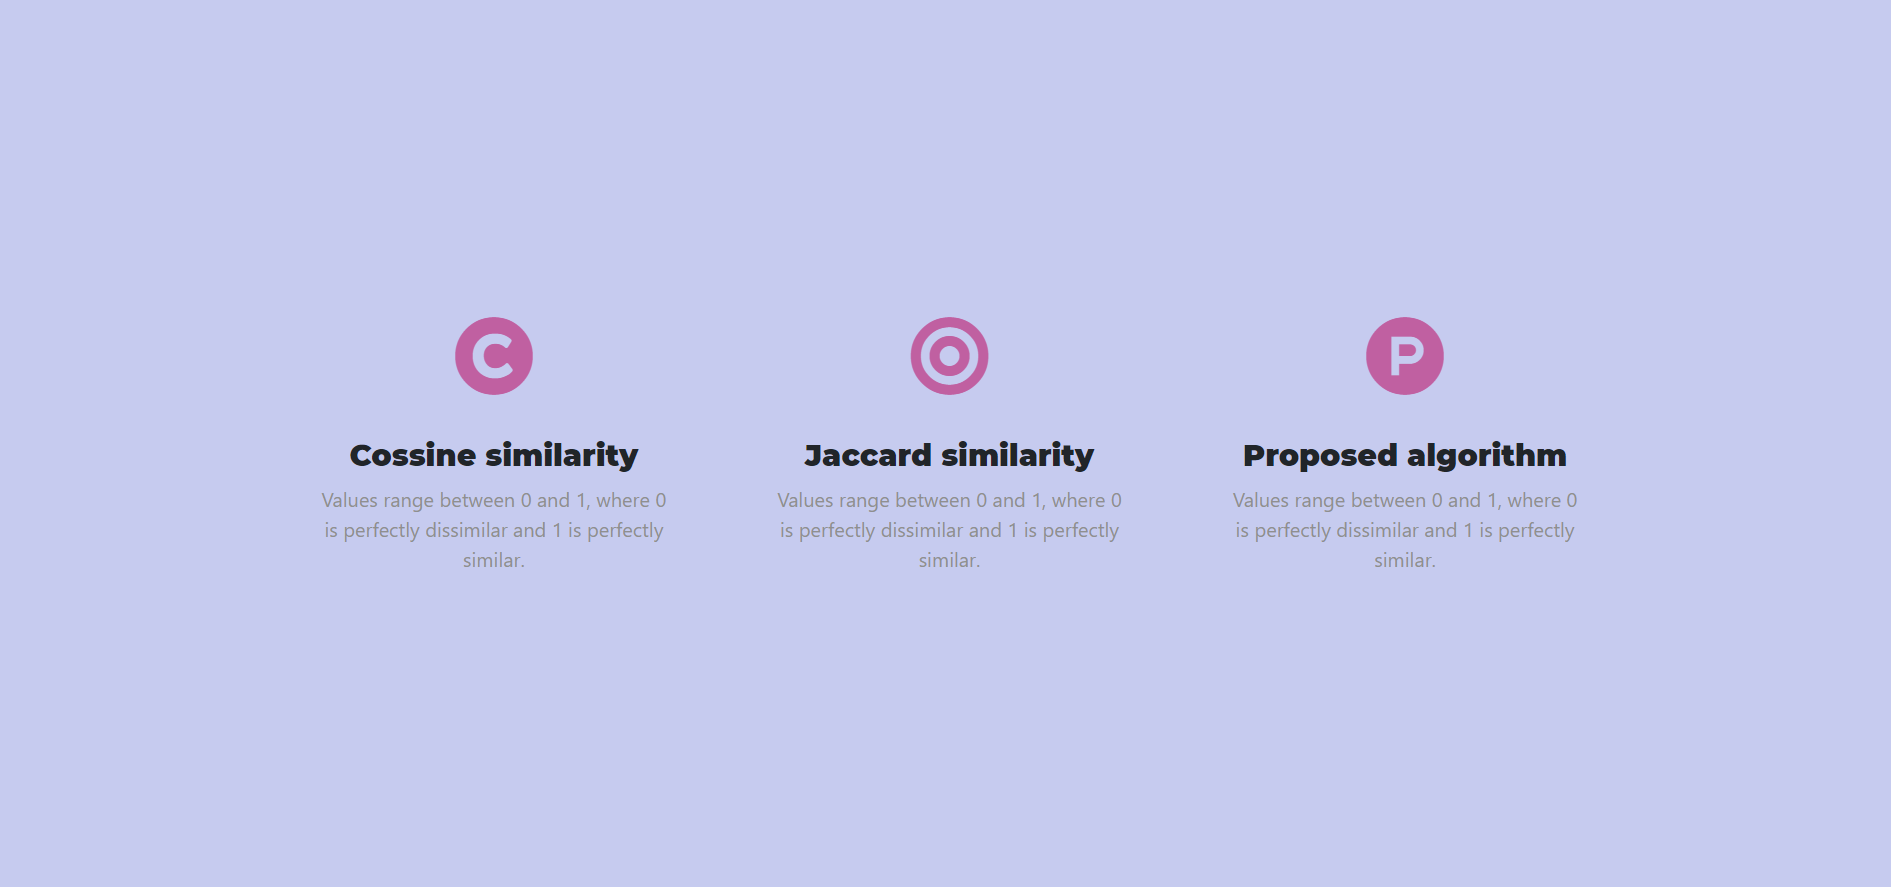 C
P
Cossine similarity
Jaccard similarity
Proposed algorithm
Values range between 0 and 1, where 0
is perfectly dissimilar and 1 is perfectly
similar.
Values range between 0 and 1, where 0
is perfectly dissimilar and 1 is perfectly
similar.
Values range between 0 and 1, where 0
is perfectly dissimilar and 1 is perfectly
similar.